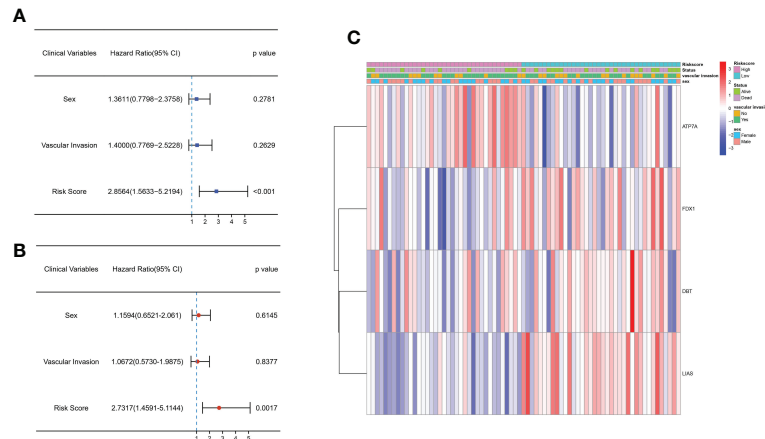 A
Clinical Variables Hazard Ratio(95% CI) p value
Sex 1.3611(0.7798−2.3758) 0.2781
Vascular Invasion 1.4000(0.7769−2.5228) 0.2629
Risk Score 2.8564(1.5633−5.2194) <0.001
1 2 3 4 5
B
Clinical Variables Hazard Ratio(95% CI) p value
Sex 1.1594(0.6521-2.061) 0.6145
Vascular Invasion 1.0672(0.5730-1.9875) 0.8377
Risk Score 2.7317(1.4591-5.1144) 0.0017
1 2 3 4 5
C
Riskscore
Status
vascular invasion
sex
ATP7A
FDX1
DBT
LIAS
3
2
1
0
−1
−2
−3
Riskscore
High
Low
Status
Alive
Dead
vascular invasi
No
Yes
sex
Female
Male